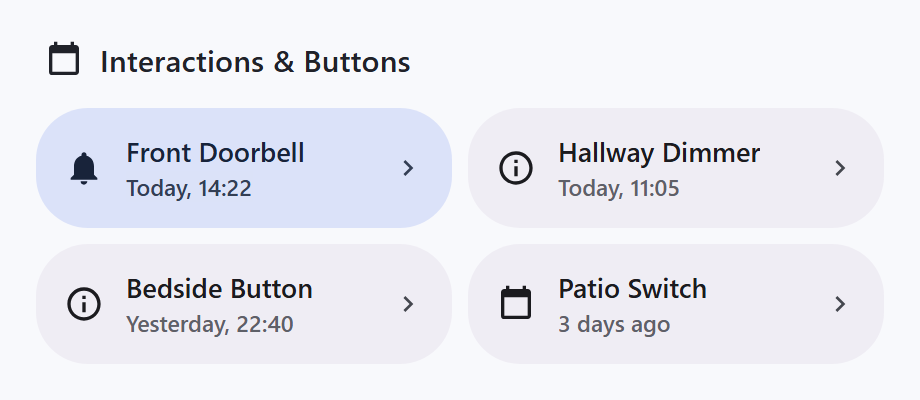 Interactions & Buttons
Front Doorbell
Today, 14:22
Hallway Dimmer
Today, 11:05
Bedside Button
Yesterday, 22:40
Patio Switch
3 days ago